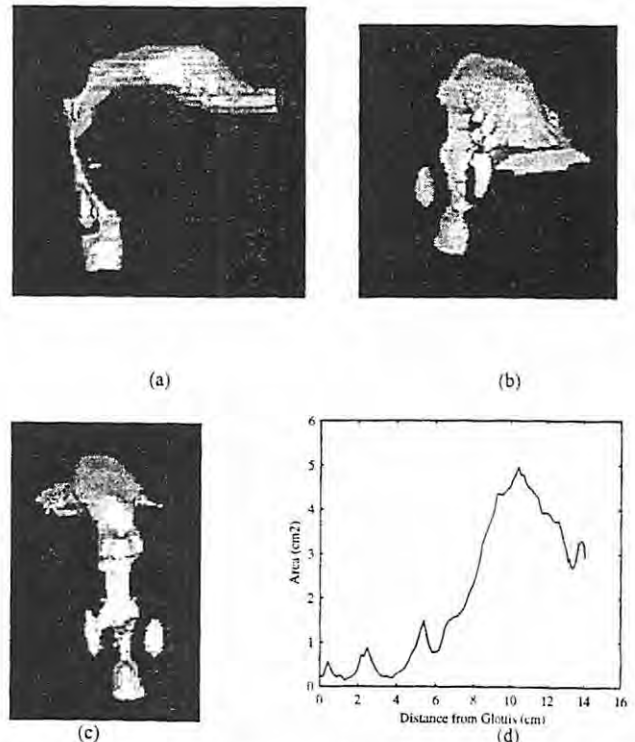 (a)
(b)
6
5
4
3
2
1
0
Area (cm2)
0 2 4 6 8 10 12 14 16
Distance from Glottis (cm)
(c)
(d)